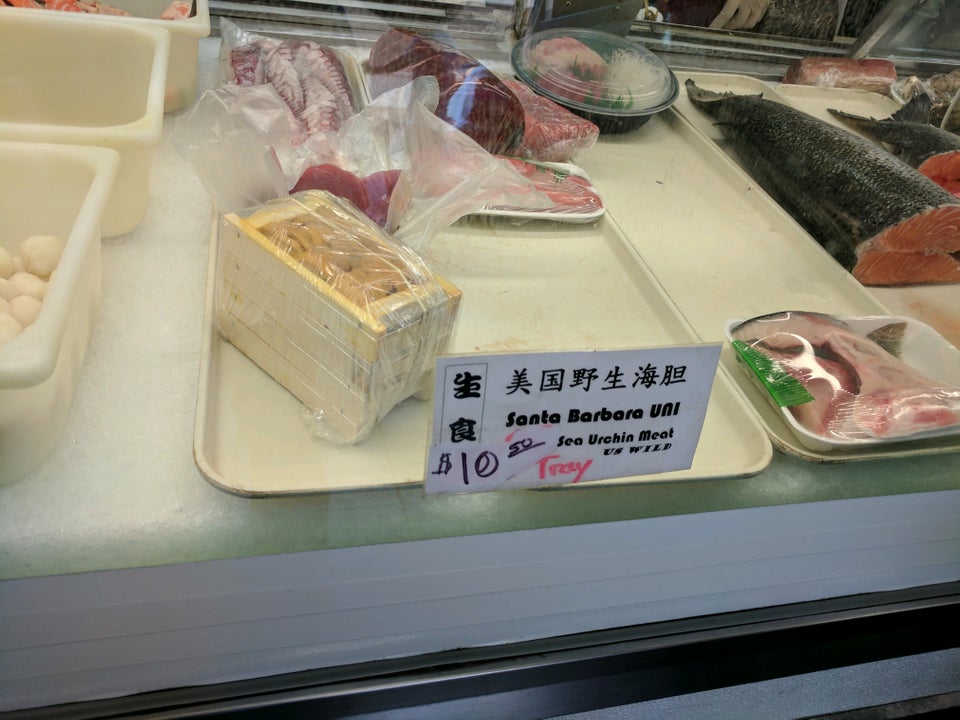 生食
美国野生海胆
Santa Barbara UNI
Sea Urchin Meat
US WILD
$10 50
Tray